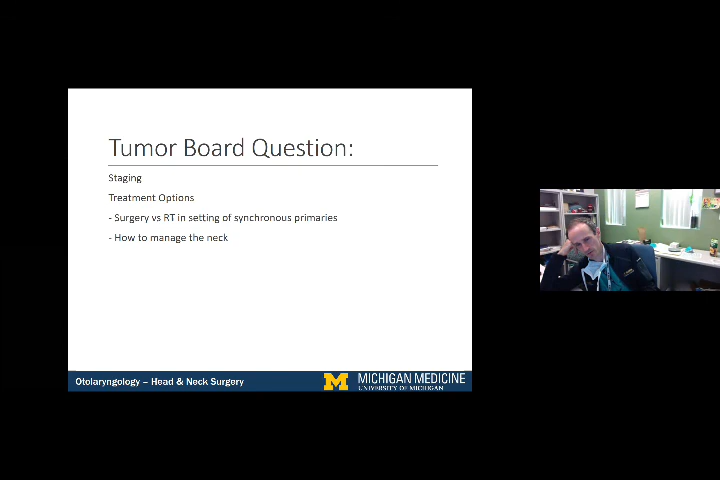 Tumor Board Question:
Staging
Treatment Options
- Surgery vs RT in setting of synchronous primaries
- How to manage the neck
Otolaryngology – Head & Neck Surgery
M MICHIGAN MEDICINE
UNIVERSITY OF MICHIGAN